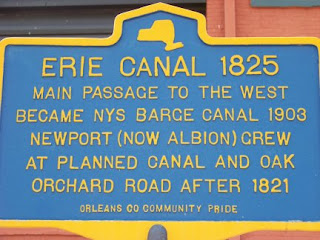 ERIE CANAL 1825
MAIN PASSAGE TO THE WEST
BECAME NYS BARGE CANAL 1903
NEWPORT (NOW ALBION) GREW
AT PLANNED CANAL AND OAK
ORCHARD ROAD AFTER 1821
ORLEANS CO COMMUNITY PRIDE